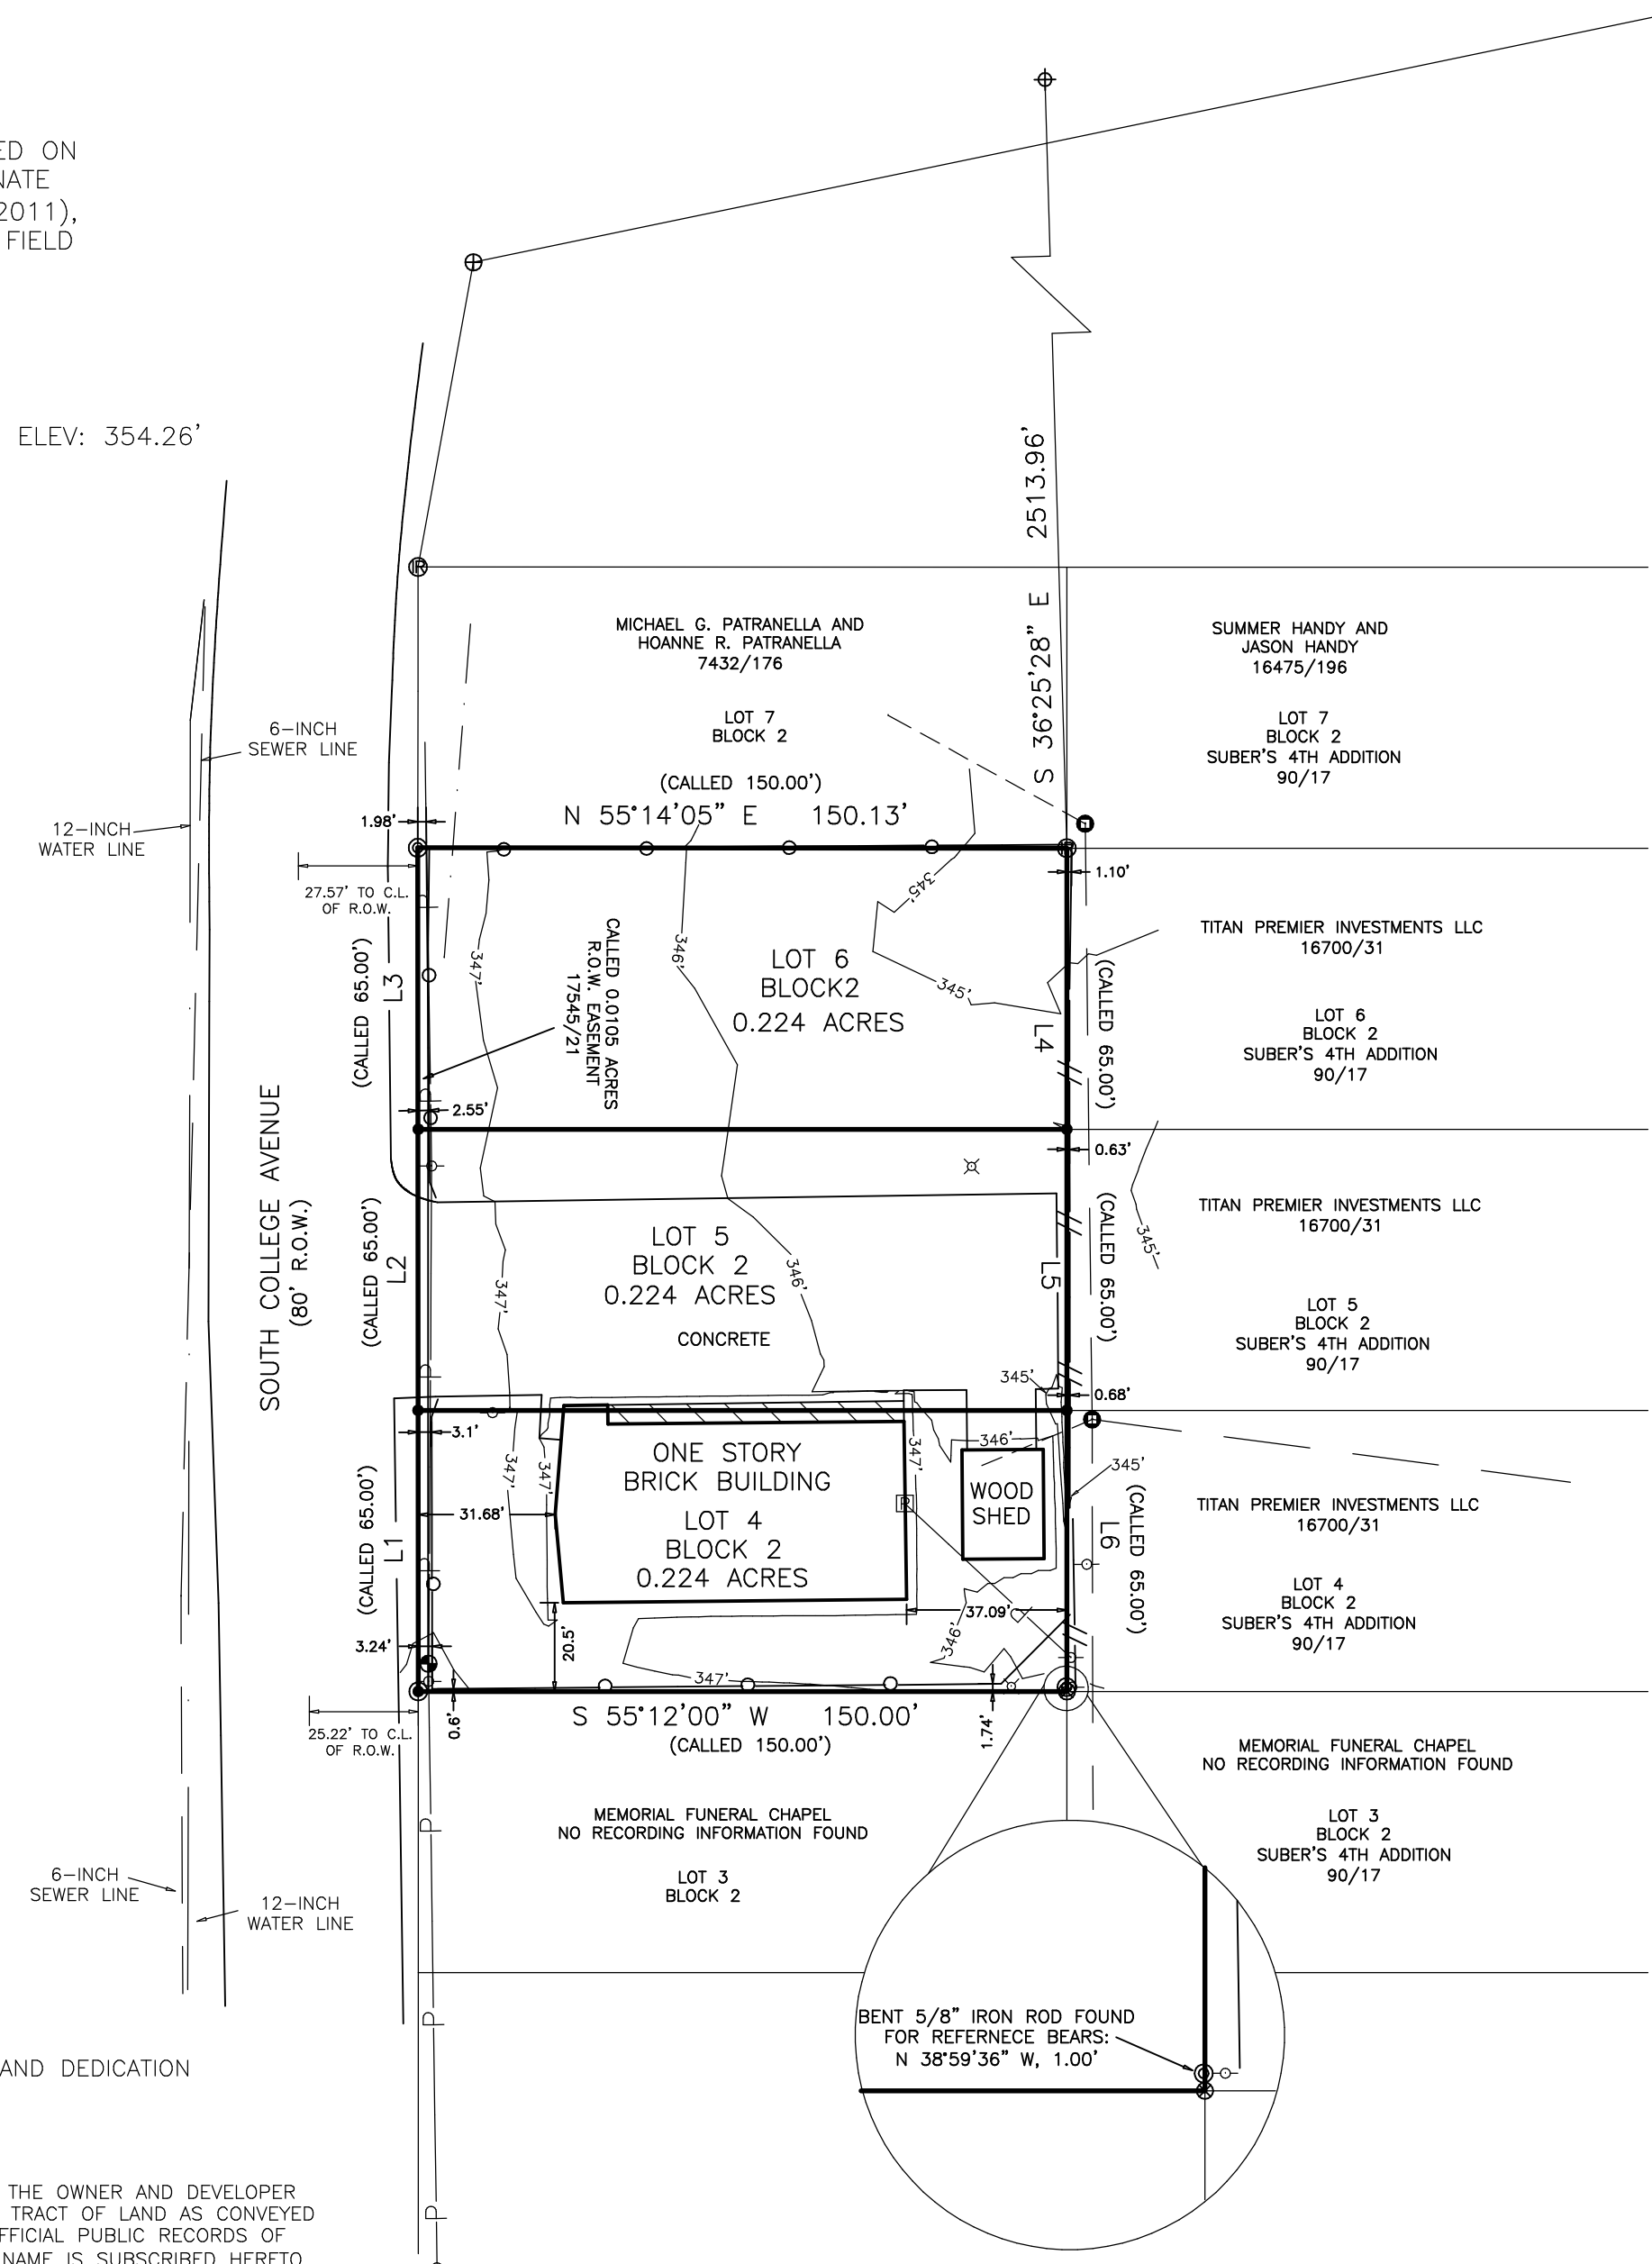 ED ON
NATE
2011),
FIELD
ELEV: 354.26'
2513.96'
S 36°25'28" E
IR
MICHAEL G. PATRANELLA AND
HOANNE R. PATRANELLA
7432/176
LOT 7
BLOCK 2
SUMMER HANDY AND
JASON HANDY
16475/196
LOT 7
BLOCK 2
SUBER'S 4TH ADDITION
90/17
6-INCH
SEWER LINE
12-INCH
WATER LINE
(CALLED 150.00')
N 55°14'05" E 150.13'
1.98'
1.10'
27.57' TO C.L.
OF R.O.W.
345'
345'
346'
347'
(CALLED 65.00')
L3
CALLED 0.0105 ACRES
R.O.W. EASEMENT
17545/21
LOT 6
BLOCK2
0.224 ACRES
L4
(CALLED 65.00')
TITAN PREMIER INVESTMENTS LLC
16700/31
LOT 6
BLOCK 2
SUBER'S 4TH ADDITION
90/17
2.55'
0.63'
SOUTH COLLEGE AVENUE
(80' R.O.W.)
(CALLED 65.00')
L2
347'
346'
LOT 5
BLOCK 2
0.224 ACRES
CONCRETE
L5
(CALLED 65.00')
345'
TITAN PREMIER INVESTMENTS LLC
16700/31
LOT 5
BLOCK 2
SUBER'S 4TH ADDITION
90/17
345'
0.68'
3.1'
(CALLED 65.00')
L1
347'
347'
31.68'
ONE STORY
BRICK BUILDING
LOT 4
BLOCK 2
0.224 ACRES
347'
346'
P
WOOD
SHED
345'
L6
(CALLED 65.00')
TITAN PREMIER INVESTMENTS LLC
16700/31
LOT 4
BLOCK 2
SUBER'S 4TH ADDITION
90/17
37.09'
346'
3.24'
20.5'
347'
0.6'
1.74'
25.22' TO C.L.
OF R.O.W.
S 55°12'00" W 150.00'
(CALLED 150.00')
MEMORIAL FUNERAL CHAPEL
NO RECORDING INFORMATION FOUND
LOT 3
BLOCK 2
MEMORIAL FUNERAL CHAPEL
NO RECORDING INFORMATION FOUND
LOT 3
BLOCK 2
SUBER'S 4TH ADDITION
90/17
P
6-INCH
SEWER LINE
12-INCH
WATER LINE
P
BENT 5/8" IRON ROD FOUND
FOR REFERNECE BEARS:
N 38°59'36" W, 1.00'
AND DEDICATION
P
THE OWNER AND DEVELOPER
TRACT OF LAND AS CONVEYED
FFICIAL PUBLIC RECORDS OF
NAME IS SUBSCRIBED HERETO